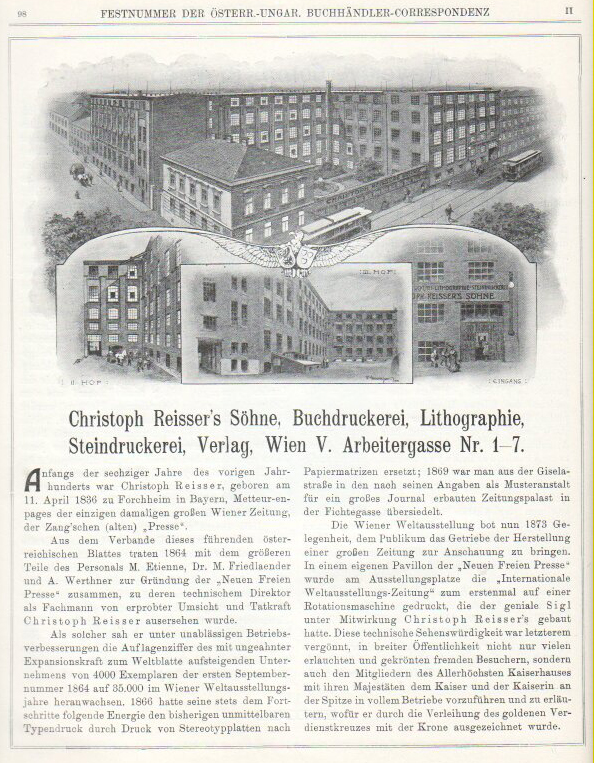 98
FESTNUMMER DER ÖSTERR.-UNGAR. BUCHHÄNDLER-CORRESPONDENZ
II
II. HOF
III. HOF
REISSER'S SÖHNE
EINGANG
Christoph Reisser's Söhne, Buchdruckerei, Lithographie,
Steindruckerei, Verlag, Wien V. Arbeitergasse Nr. 1–7.
Anfangs der sechziger Jahre des vorigen Jahr-
hunderts war Christoph Reisser, geboren am
11. April 1836 zu Forchheim in Bayern, Metteur-en-
pages der einzigen damaligen großen Wiener Zeitung,
der Zang'schen (alten) „Presse“.
Aus dem Verbande dieses führenden öster-
reichischen Blattes traten 1864 mit dem größeren
Teile des Personals M. Etienne, Dr. M. Friedlaender
und A. Werthner zur Gründung der „Neuen Freien
Presse“ zusammen, zu deren technischem Direktor
als Fachmann von erprobter Umsicht und Tatkraft
Christoph Reisser ausersehen wurde.
Als solcher sah er unter unablässigen Betriebs-
verbesserungen die Auflagenziffer des mit ungeahnter
Expansionskraft zum Weltblatte aufsteigenden Unter-
nehmens von 4000 Exemplaren der ersten September-
nummer 1864 auf 35.000 im Wiener Weltausstellungs-
jahre heranwachsen. 1866 hatte seine stets dem Fort-
schritte folgende Energie den bisherigen unmittelbaren
Typendruck durch Druck von Stereotypplatten nach
Papiermatrizen ersetzt; 1869 war man aus der Gisela-
straße in den nach seinen Angaben als Musteranstalt
für ein großes Journal erbauten Zeitungspalast in
der Fichtegasse übersiedelt.
Die Wiener Weltausstellung bot nun 1873 Ge-
legenheit, dem Publikum das Getriebe der Herstellung
einer großen Zeitung zur Anschauung zu bringen.
In einem eigenen Pavillon der „Neuen Freien Presse“
wurde am Ausstellungsplatze die „Internationale
Weltausstellungs-Zeitung“ zum erstenmal auf einer
Rotationsmaschine gedruckt, die der geniale Sigl
unter Mitwirkung Christoph Reisser's gebaut
hatte. Diese technische Sehenswürdigkeit war letzterem
vergönnt, in breiter Öffentlichkeit nicht nur vielen
erlauchten und gekrönten fremden Besuchern, sondern
auch den Mitgliedern des Allerhöchsten Kaiserhauses
mit ihren Majestäten dem Kaiser und der Kaiserin an
der Spitze in vollem Betriebe vorzuführen und zu erläu-
tern, wofür er durch die Verleihung des goldenen Ver-
dienstkreuzes mit der Krone ausgezeichnet wurde.